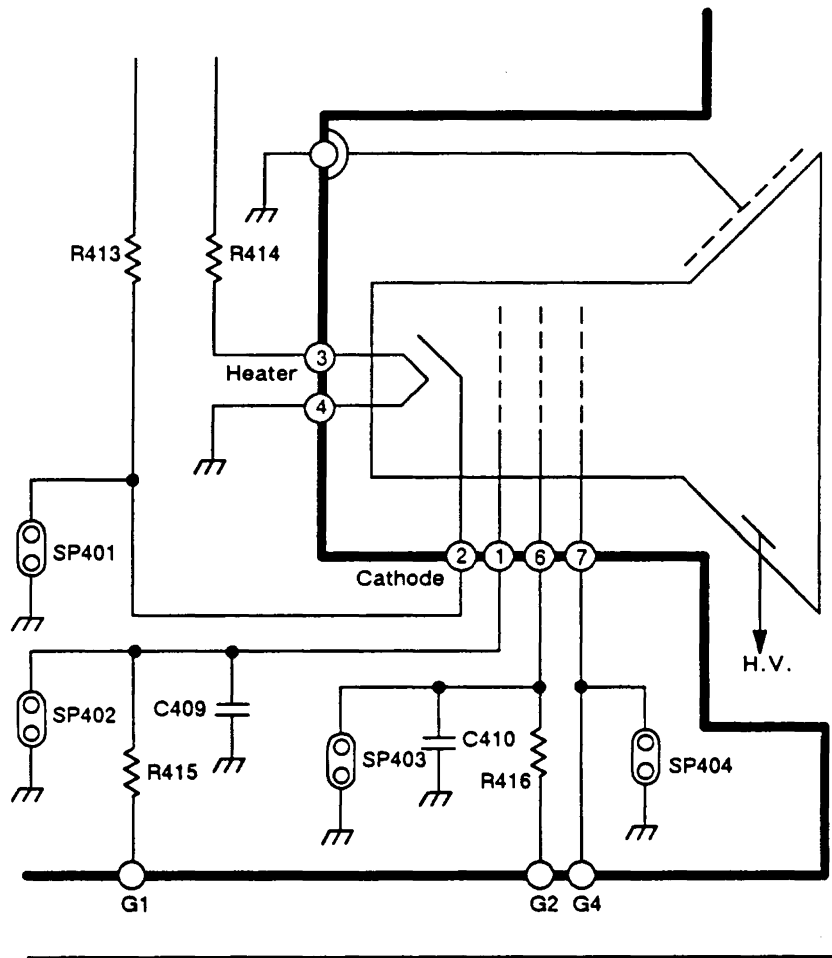 R413
R414
3
Heater
4
SP401
2
1
6
7
Cathode
H.V.
SP402
C409
R415
SP403
C410
R416
SP404
G1
G2
G4